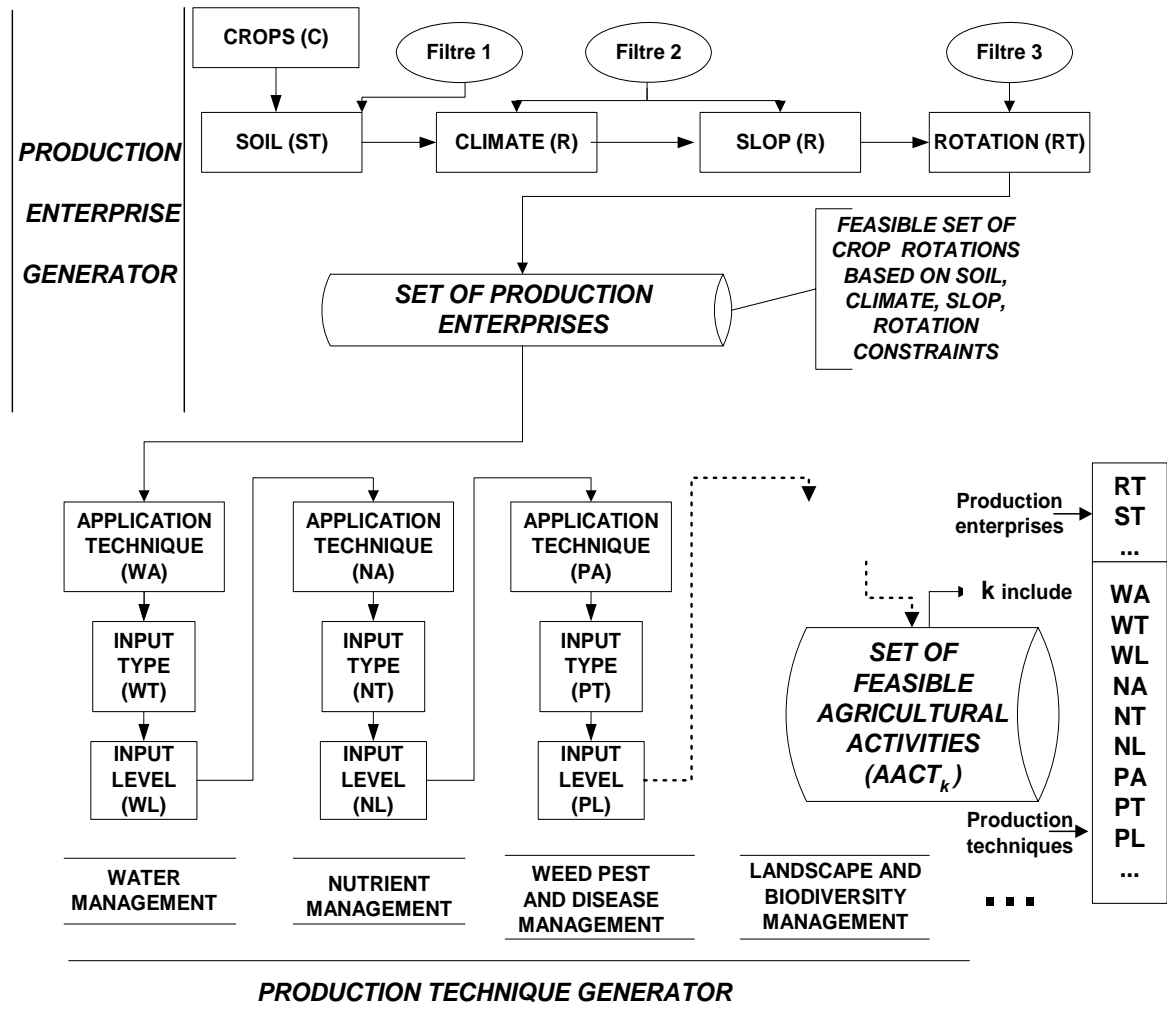 CROPS (C)
Filtre 1
Filtre 2
Filtre 3
SOIL (ST)
CLIMATE (R)
SLOP (R)
ROTATION (RT)
PRODUCTION
ENTERPRISE
GENERATOR
SET OF PRODUCTION
ENTERPRISES
FEASIBLE SET OF
CROP ROTATIONS
BASED ON SOIL,
CLIMATE, SLOP,
ROTATION
CONSTRAINTS
APPLICATION
TECHNIQUE
(WA)
INPUT
TYPE
(WT)
INPUT
LEVEL
(WL)
APPLICATION
TECHNIQUE
(NA)
INPUT
TYPE
(NT)
INPUT
LEVEL
(NL)
APPLICATION
TECHNIQUE
(PA)
INPUT
TYPE
(PT)
INPUT
LEVEL
(PL)
SET OF
FEASIBLE
AGRICULTURAL
ACTIVITIES
(AACTk)
k include
Production
enterprises
RT
ST
...
WA
WT
WL
NA
NT
NL
PA
PT
PL
...
Production
techniques
WATER
MANAGEMENT
NUTRIENT
MANAGEMENT
WEED PEST
AND DISEASE
MANAGEMENT
LANDSCAPE AND
BIODIVERSITY
MANAGEMENT
...
PRODUCTION TECHNIQUE GENERATOR